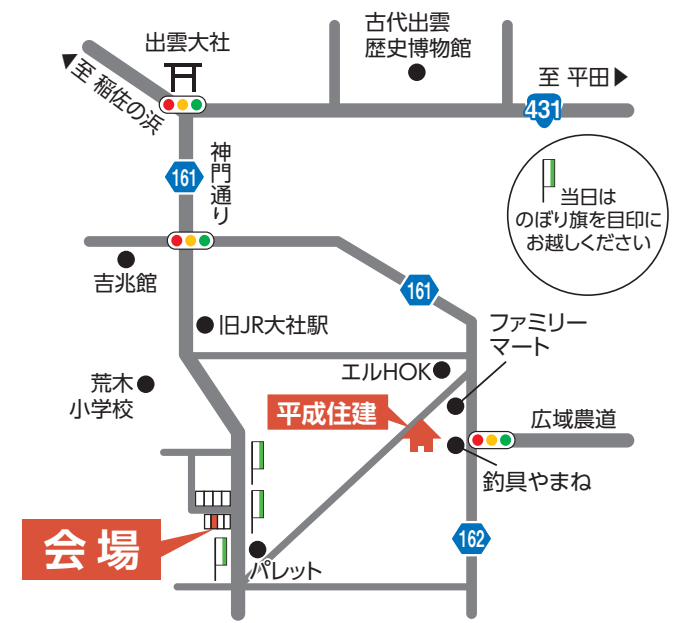 古代出雲
歴史博物館
出雲大社
至 平田▶
◀至 稲佐の浜
431
神門通り
161
当日は
のぼり旗を目印に
お越しください
吉兆館
161
旧JR大社駅
ファミリー
マート
エルHOK
荒木
小学校
平成住建
広域農道
釣具やまね
会場
162
パレット